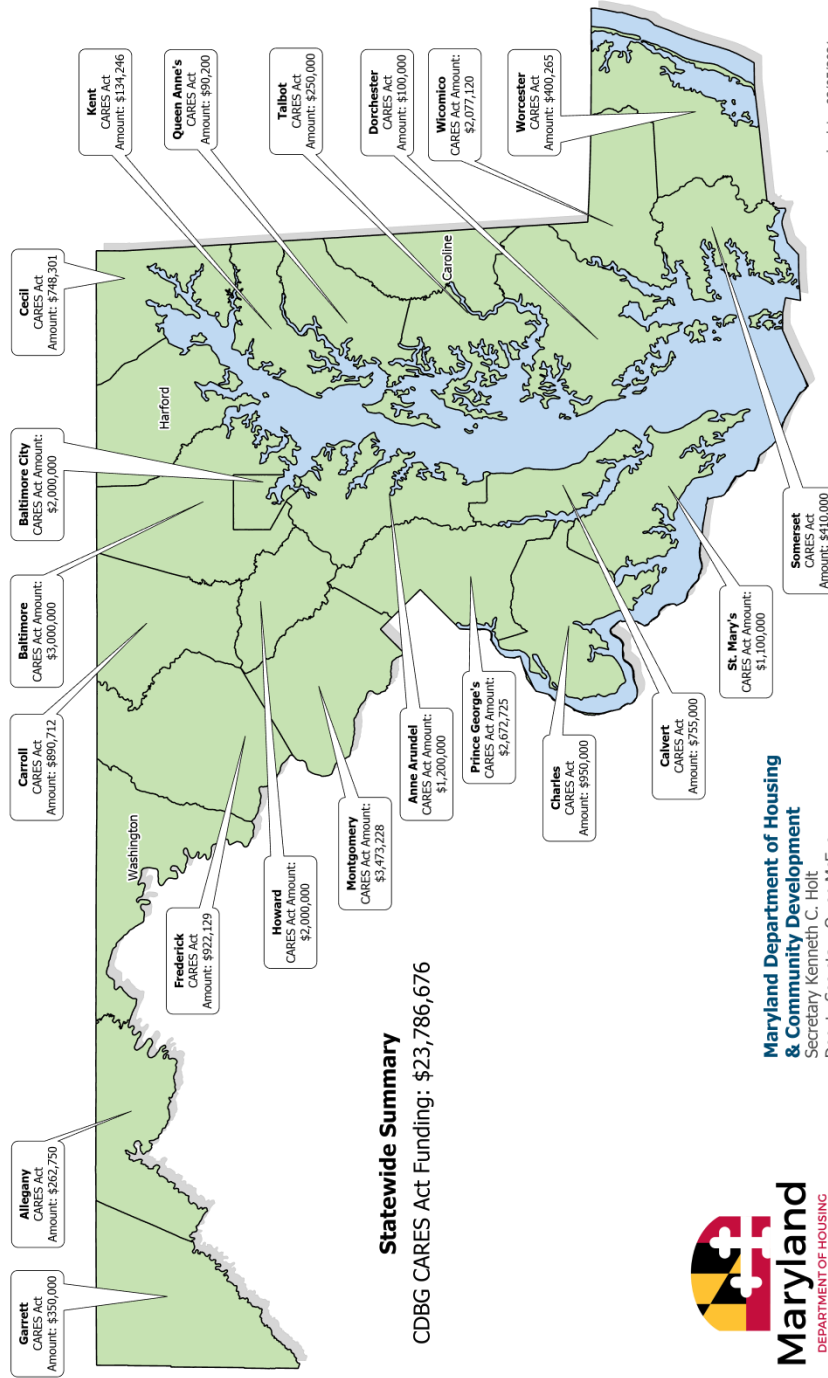 Garrett
CARES Act
Amount: $350,000
Allegany
CARES Act
Amount: $262,750
Carroll
CARES Act
Amount: $890,712
Baltimore
CARES Act Amount:
$3,000,000
Baltimore City
CARES Act Amount:
$2,000,000
Cecil
CARES Act
Amount: $748,301
Kent
CARES Act
Amount: $134,246
Queen Anne's
CARES Act
Amount: $90,200
Talbot
CARES Act
Amount: $250,000
Dorchester
CARES Act
Amount: $100,000
Wicomico
CARES Act Amount:
$2,077,120
Worcester
CARES Act
Amount: $400,265
Washington
Harford
Caroline
Frederick
CARES Act
Amount: $922,129
Howard
CARES Act Amount:
$2,000,000
Montgomery
CARES Act Amount:
$3,473,228
Anne Arundel
CARES Act Amount:
$1,200,000
Prince George's
CARES Act Amount:
$2,672,725
Charles
CARES Act
Amount: $950,000
Calvert
CARES Act
Amount: $755,000
St. Mary's
CARES Act Amount:
$1,100,000
Somerset
CARES Act
Amount: $410,000
Statewide Summary
CDBG CARES Act Funding: $23,786,676
Maryland
DEPARTMENT OF HOUSING
Maryland Department of Housing
& Community Development
Secretary Kenneth C. Holt